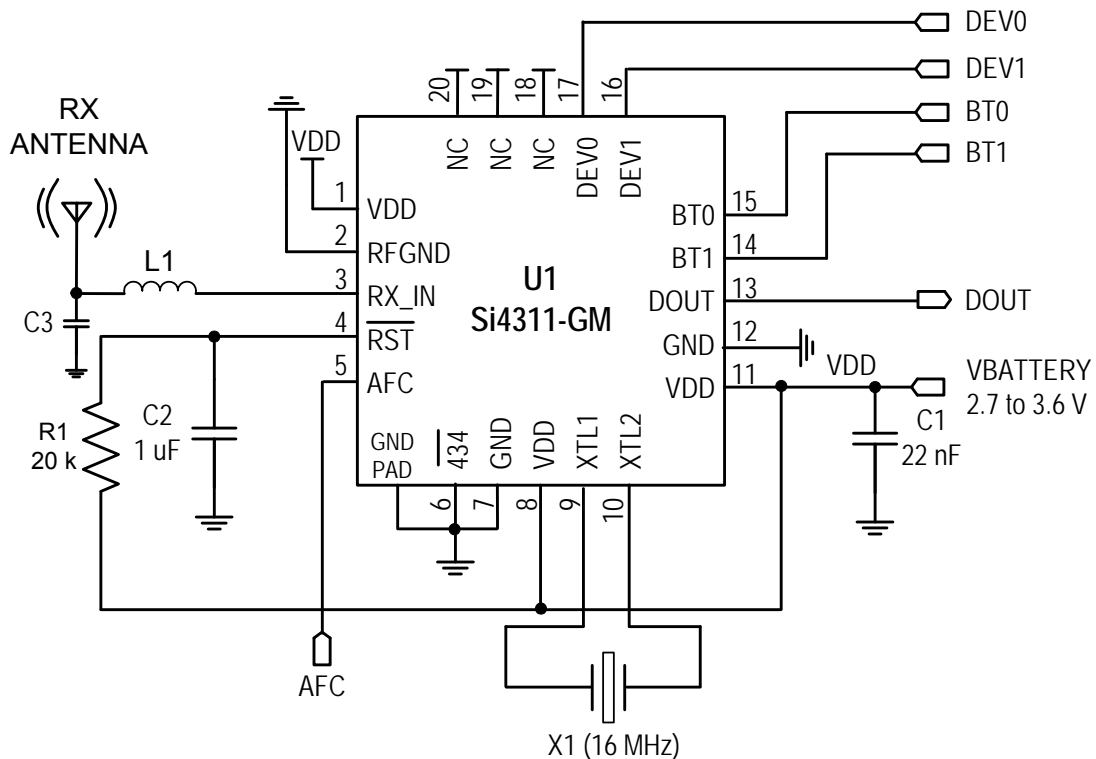 DEV0
DEV1
BT0
BT1
RX
ANTENNA
VDD
20
19
18
17
16
NC
NC
NC
DEV0
DEV1
1
VDD
2
RFGND
3
RX_IN
4
RST
5
AFC
L1
C3
U1
Si4311-GM
15
BT0
14
BT1
13
DOUT
DOUT
12
GND
11
VDD
VDD
VBATTERY
2.7 to 3.6 V
C1
22 nF
R1
20 k
C2
1 uF
GND
PAD
434
GND
VDD
XTL1
XTL2
6
7
8
9
10
AFC
X1 (16 MHz)